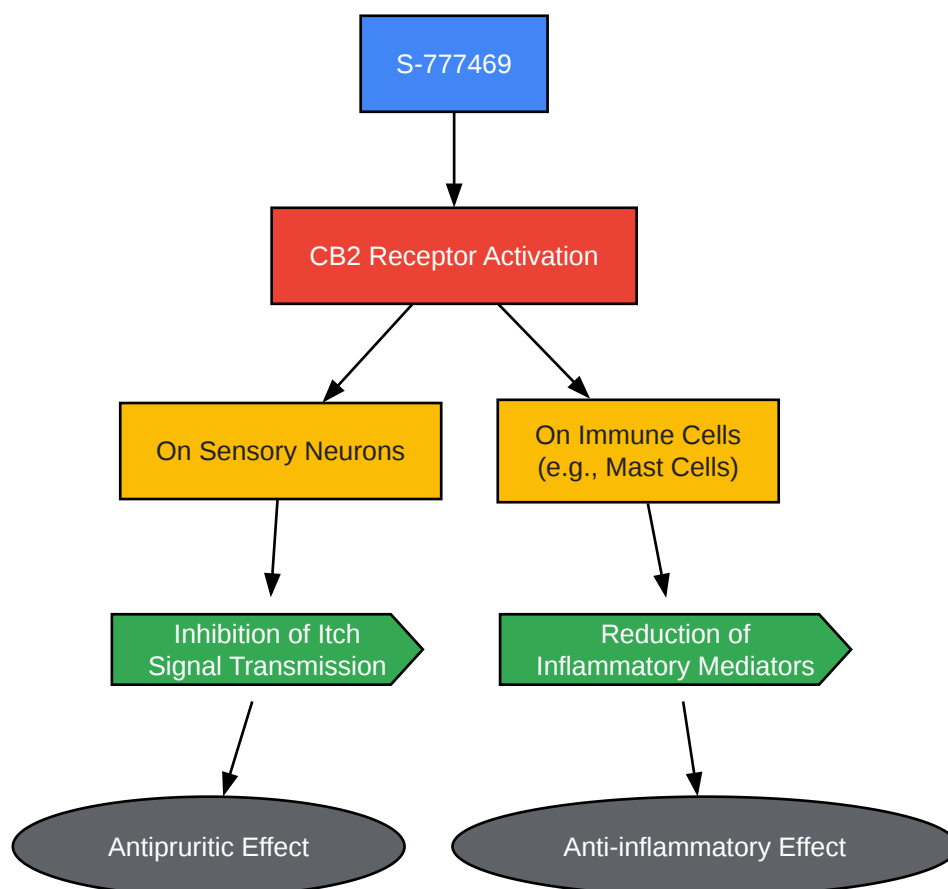 S-777469
CB2 Receptor Activation
On Sensory Neurons
On Immune Cells
(e.g., Mast Cells)
Inhibition of Itch
Signal Transmission
Reduction of
Inflammatory Mediators
Antipruritic Effect
Anti-inflammatory Effect